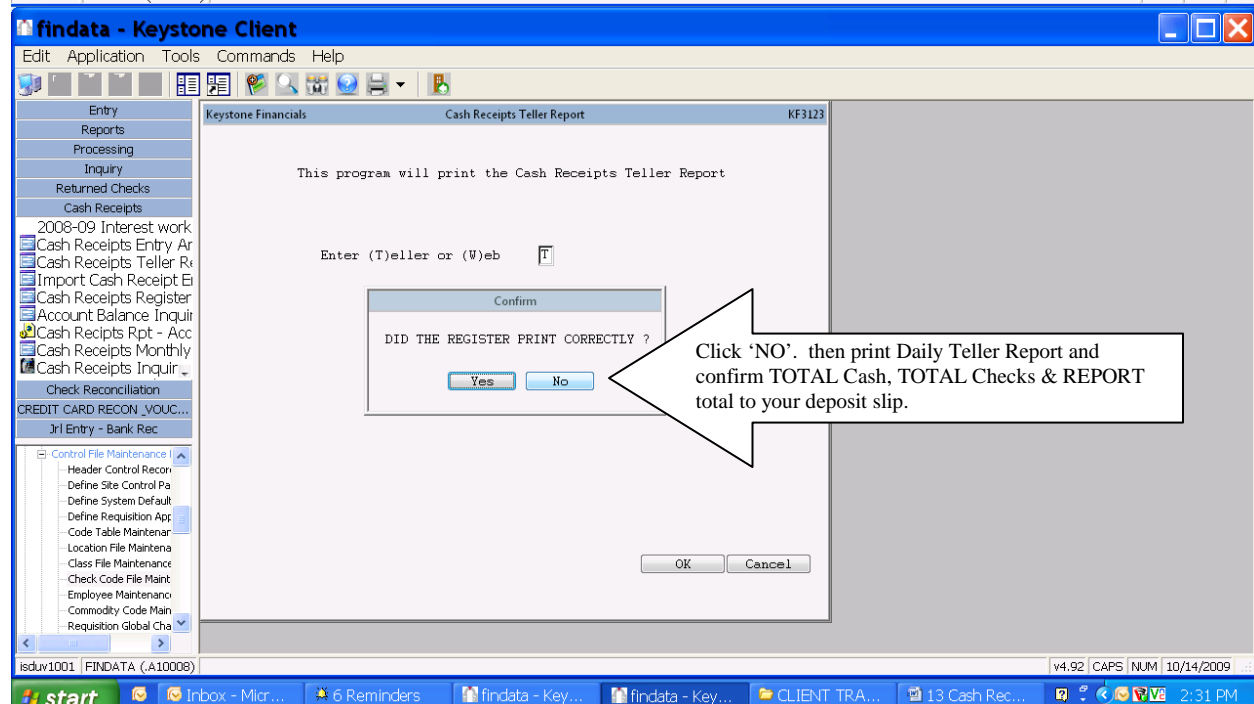 findata - Keystone Client
Edit Application Tools Commands Help
Entry
Reports
Processing
Inquiry
Returned Checks
Cash Receipts
2008-09 Interest work
Cash Receipts Entry Ar
Cash Receipts Teller Re
Import Cash Receipt En
Cash Receipts Register
Account Balance Inquir
Cash Recipts Rpt - Acc
Cash Receipts Monthly
Cash Receipts Inquir
Check Reconciliation
CREDIT CARD RECON _VOUC...
Jrl Entry - Bank Rec
Control File Maintenance
Header Control Recor
Define Site Control Pa
Define System Default
Define Requisition App
Code Table Maintenan
Location File Maintena
Class File Maintenance
Check Code File Maint
Employee Maintenanc
Commodity Code Main
Requisition Global Cha
Keystone Financials Cash Receipts Teller Report KF3123
This program will print the Cash Receipts Teller Report
Enter (T)eller or (W)eb T
Confirm
DID THE REGISTER PRINT CORRECTLY ?
Yes No
Click ‘NO’. then print Daily Teller Report and
confirm TOTAL Cash, TOTAL Checks & REPORT
total to your deposit slip.
OK Cancel
isduv1001 FINDATA (.A10008) v4.92 CAPS NUM 10/14/2009
start Inbox - Micr... 6 Reminders findata - Key... findata - Key... CLIENT TRA... 13 Cash Rec... 2:31 PM